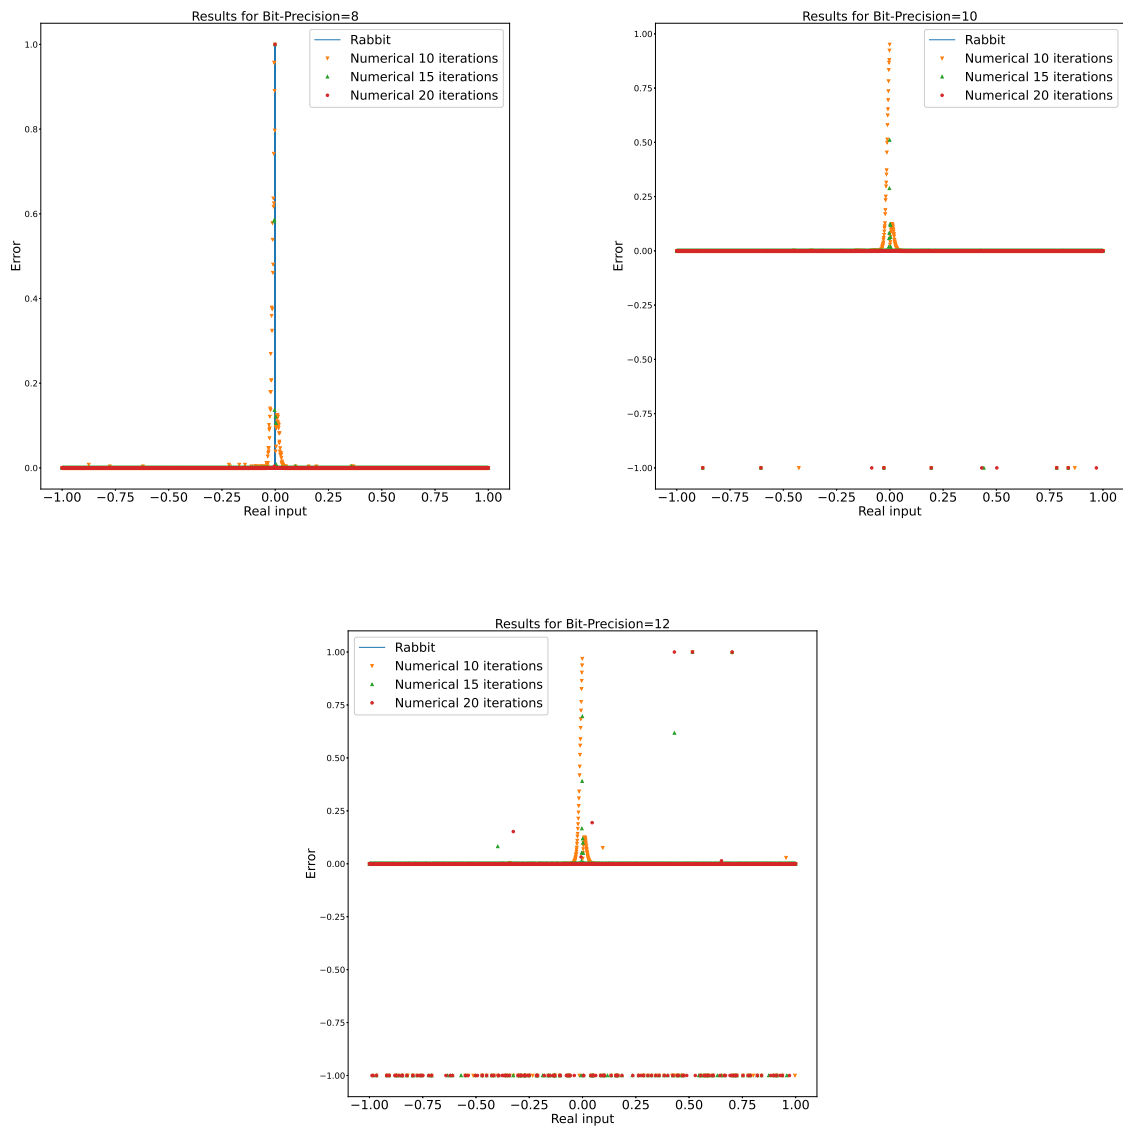 Results for Bit-Precision=8
Rabbit
Numerical 10 iterations
Numerical 15 iterations
Numerical 20 iterations
1.0
0.8
0.6
0.4
0.2
0.0
Error
−1.00 −0.75 −0.50 −0.25 0.00 0.25 0.50 0.75 1.00
Real input
Results for Bit-Precision=10
Rabbit
Numerical 10 iterations
Numerical 15 iterations
Numerical 20 iterations
1.00
0.75
0.50
0.25
0.00
−0.25
−0.50
−0.75
−1.00
Error
−1.00 −0.75 −0.50 −0.25 0.00 0.25 0.50 0.75 1.00
Real input
Results for Bit-Precision=12
Rabbit
Numerical 10 iterations
Numerical 15 iterations
Numerical 20 iterations
1.00
0.75
0.50
0.25
0.00
−0.25
−0.50
−0.75
−1.00
Error
−1.00 −0.75 −0.50 −0.25 0.00 0.25 0.50 0.75 1.00
Real input